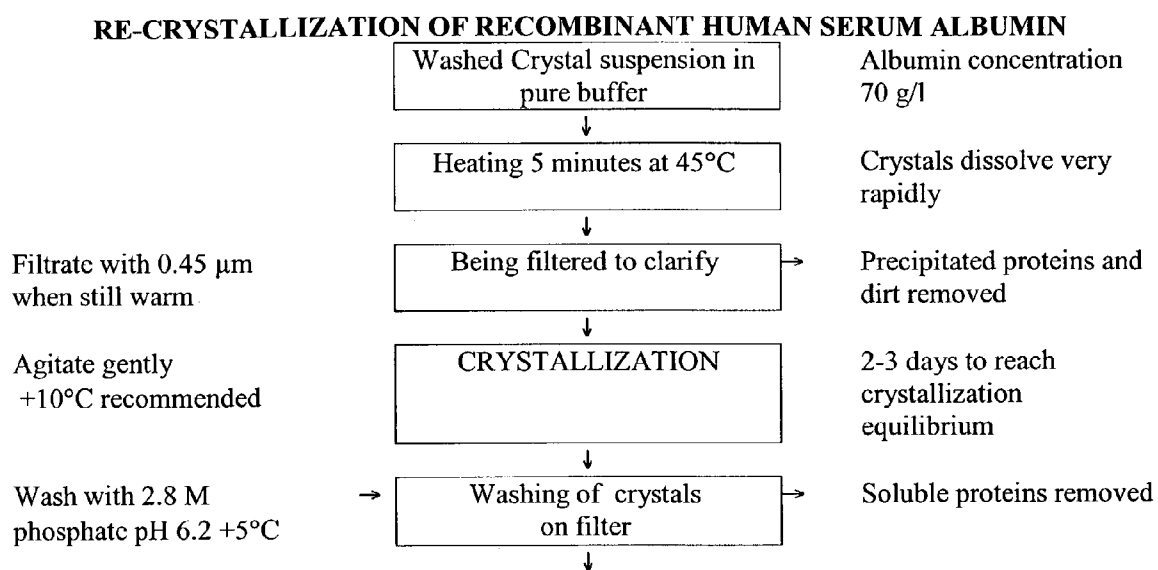 RE-CRYSTALLIZATION OF RECOMBINANT HUMAN SERUM ALBUMIN
Washed Crystal suspension in
pure buffer
Albumin concentration
70 g/l
Heating 5 minutes at 45°C
Crystals dissolve very
rapidly
Filtrate with 0.45 μm
when still warm
Being filtered to clarify
Precipitated proteins and
dirt removed
Agitate gently
+10°C recommended
CRYSTALLIZATION
2-3 days to reach
crystallization
equilibrium
Wash with 2.8 M
phosphate pH 6.2 +5°C
Washing of crystals
on filter
Soluble proteins removed